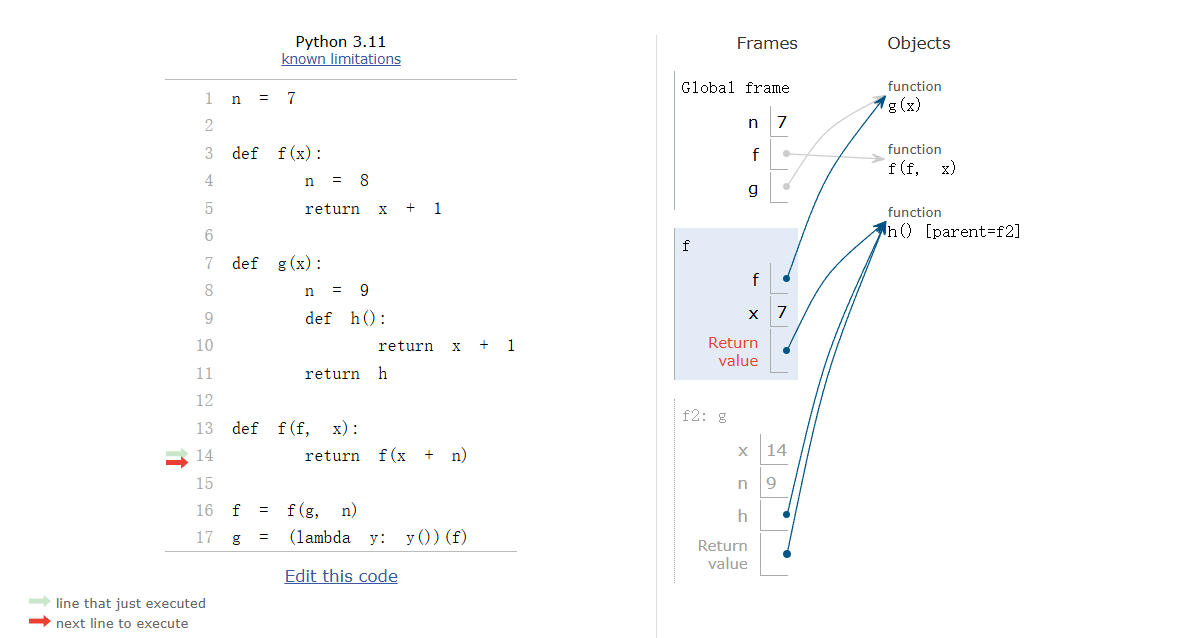 Python 3.11
known limitations
1 n = 7
2
3 def f(x):
4 n = 8
5 return x + 1
6
7 def g(x):
8 n = 9
9 def h():
10 return x + 1
11 return h
12
13 def f(f, x):
14 return f(x + n)
15
16 f = f(g, n)
17 g = (lambda y: y())(f)
Edit this code
line that just executed
next line to execute
Frames
Objects
Global frame
n 7
f
g
function
g(x)
function
f(f, x)
function
h() [parent=f2]
f
f
x 7
Return
value
f2: g
x 14
n 9
h
Return
value